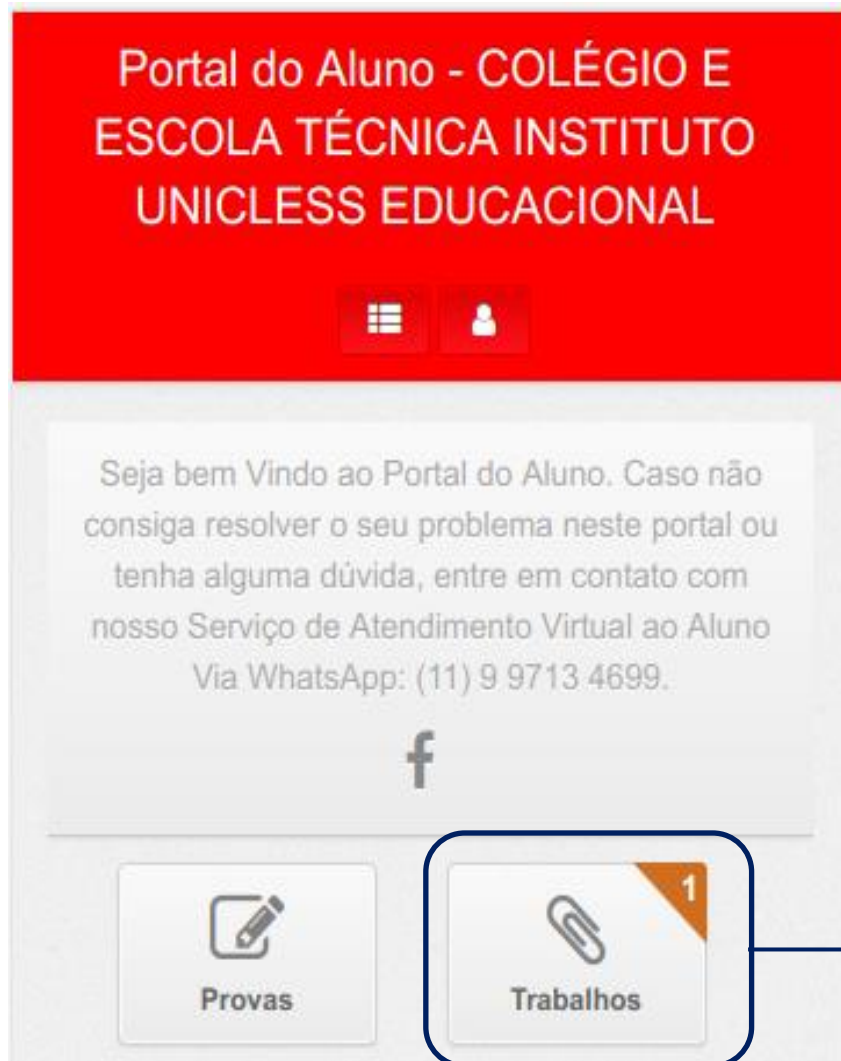 Portal do Aluno - COLÉGIO E
ESCOLA TÉCNICA INSTITUTO
UNICLESS EDUCACIONAL
Seja bem Vindo ao Portal do Aluno. Caso não
consiga resolver o seu problema neste portal ou
tenha alguma dúvida, entre em contato com
nosso Serviço de Atendimento Virtual ao Aluno
Via WhatsApp: (11) 9 9713 4699.
f
1
Provas
Trabalhos